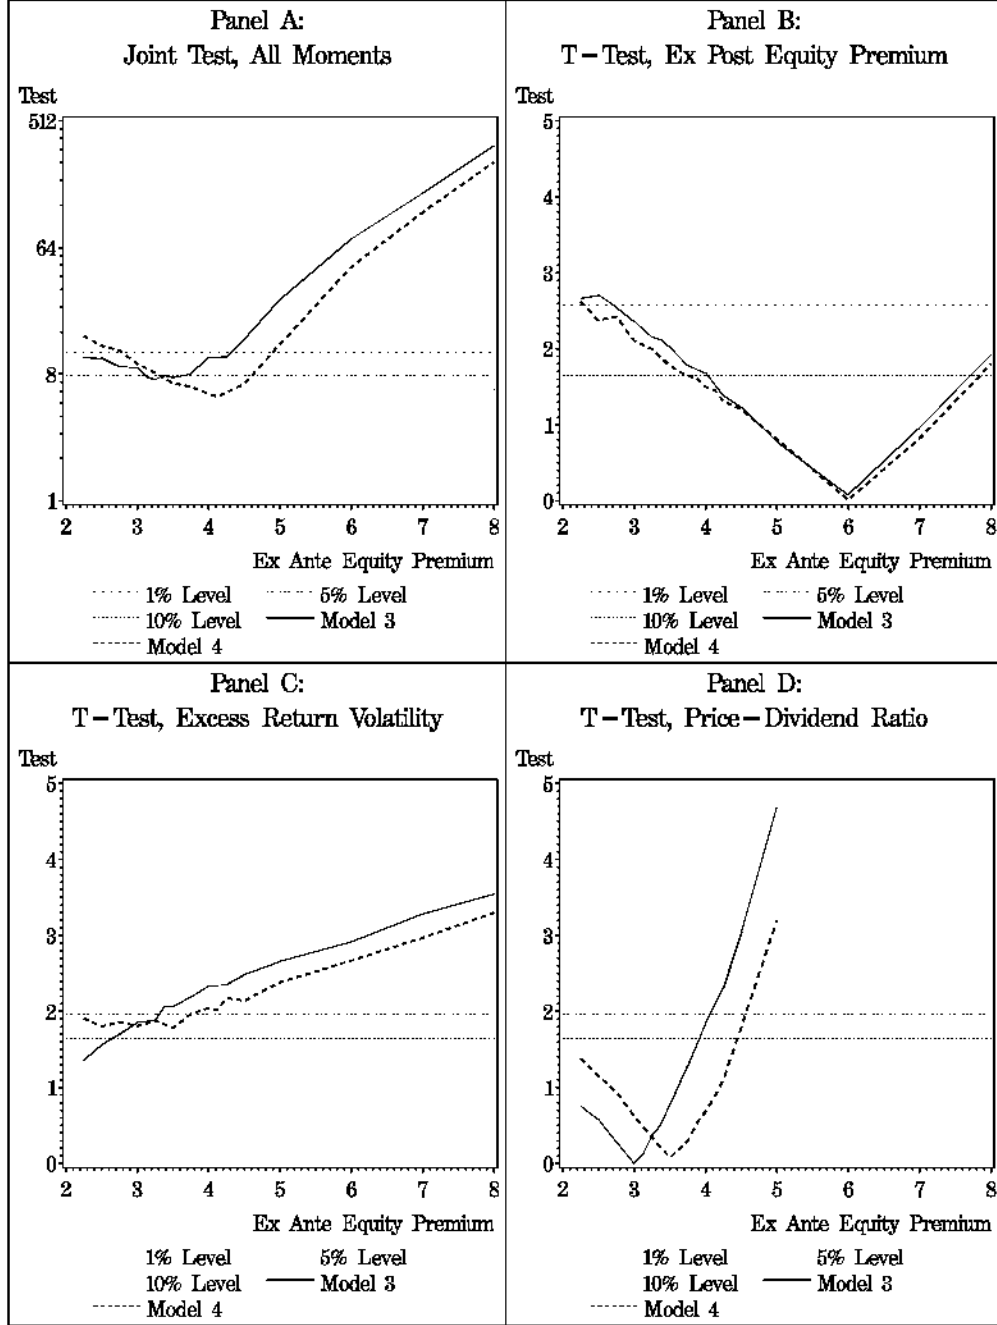 Panel A:
Joint Test, All Moments
Test
512
64
8
1
2 3 4 5 6 7 8
Ex Ante Equity Premium
1% Level 5% Level
10% Level Model 3
Model 4
Panel B:
T-Test, Ex Post Equity Premium
Test
5
4
3
2
1
0
2 3 4 5 6 7 8
Ex Ante Equity Premium
1% Level 5% Level
10% Level Model 3
Model 4
Panel C:
T-Test, Excess Return Volatility
Test
5
4
3
2
1
0
2 3 4 5 6 7 8
Ex Ante Equity Premium
1% Level 5% Level
10% Level Model 3
Model 4
Panel D:
T-Test, Price-Dividend Ratio
Test
5
4
3
2
1
0
2 3 4 5 6 7 8
Ex Ante Equity Premium
1% Level 5% Level
10% Level Model 3
Model 4